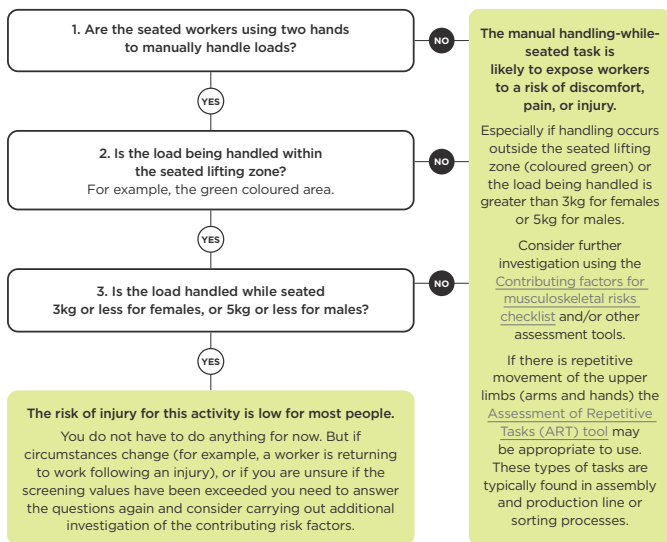 1. Are the seated workers using two hands
to manually handle loads?
NO
YES
2. Is the load being handled within
the seated lifting zone?
For example, the green coloured area.
NO
YES
3. Is the load handled while seated
3kg or less for females, or 5kg or less for males?
NO
YES
The risk of injury for this activity is low for most people.
You do not have to do anything for now. But if
circumstances change (for example, a worker is returning
to work following an injury), or if you are unsure if the
screening values have been exceeded you need to answer
the questions again and consider carrying out additional
investigation of the contributing risk factors.
The manual handling-while-
seated task is
likely to expose workers
to a risk of discomfort,
pain, or injury.
Especially if handling occurs
outside the seated lifting
zone (coloured green) or
the load being handled is
greater than 3kg for females
or 5kg for males.
Consider further
investigation using the
Contributing factors for
musculoskeletal risks
checklist and/or other
assessment tools.
If there is repetitive
movement of the upper
limbs (arms and hands) the
Assessment of Repetitive
Tasks (ART) tool may
be appropriate to use.
These types of tasks are
typically found in assembly
and production line or
sorting processes.